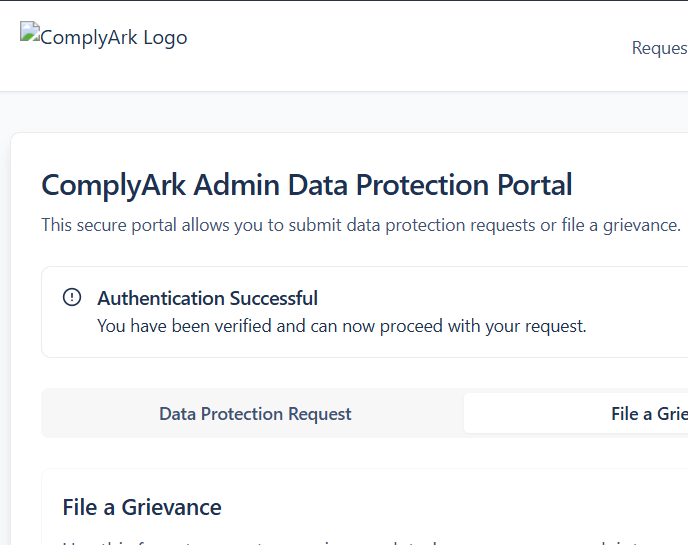 ComplyArk Logo
Reques
ComplyArk Admin Data Protection Portal
This secure portal allows you to submit data protection requests or file a grievance.
Authentication Successful
You have been verified and can now proceed with your request.
Data Protection Request
File a Grie
File a Grievance